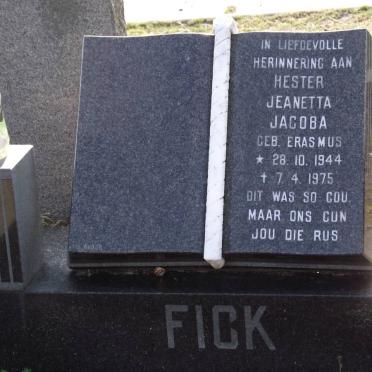 IN LIEFDEVOLLE
HERINNERING AAN
HESTER
JEANETTA
JACOBA
GEB. ERASMUS
* 28. 10. 1944
† 7. 4. 1975
DIT WAS SO GOU,
MAAR ONS GUN
JOU DIE RUS.
FICK